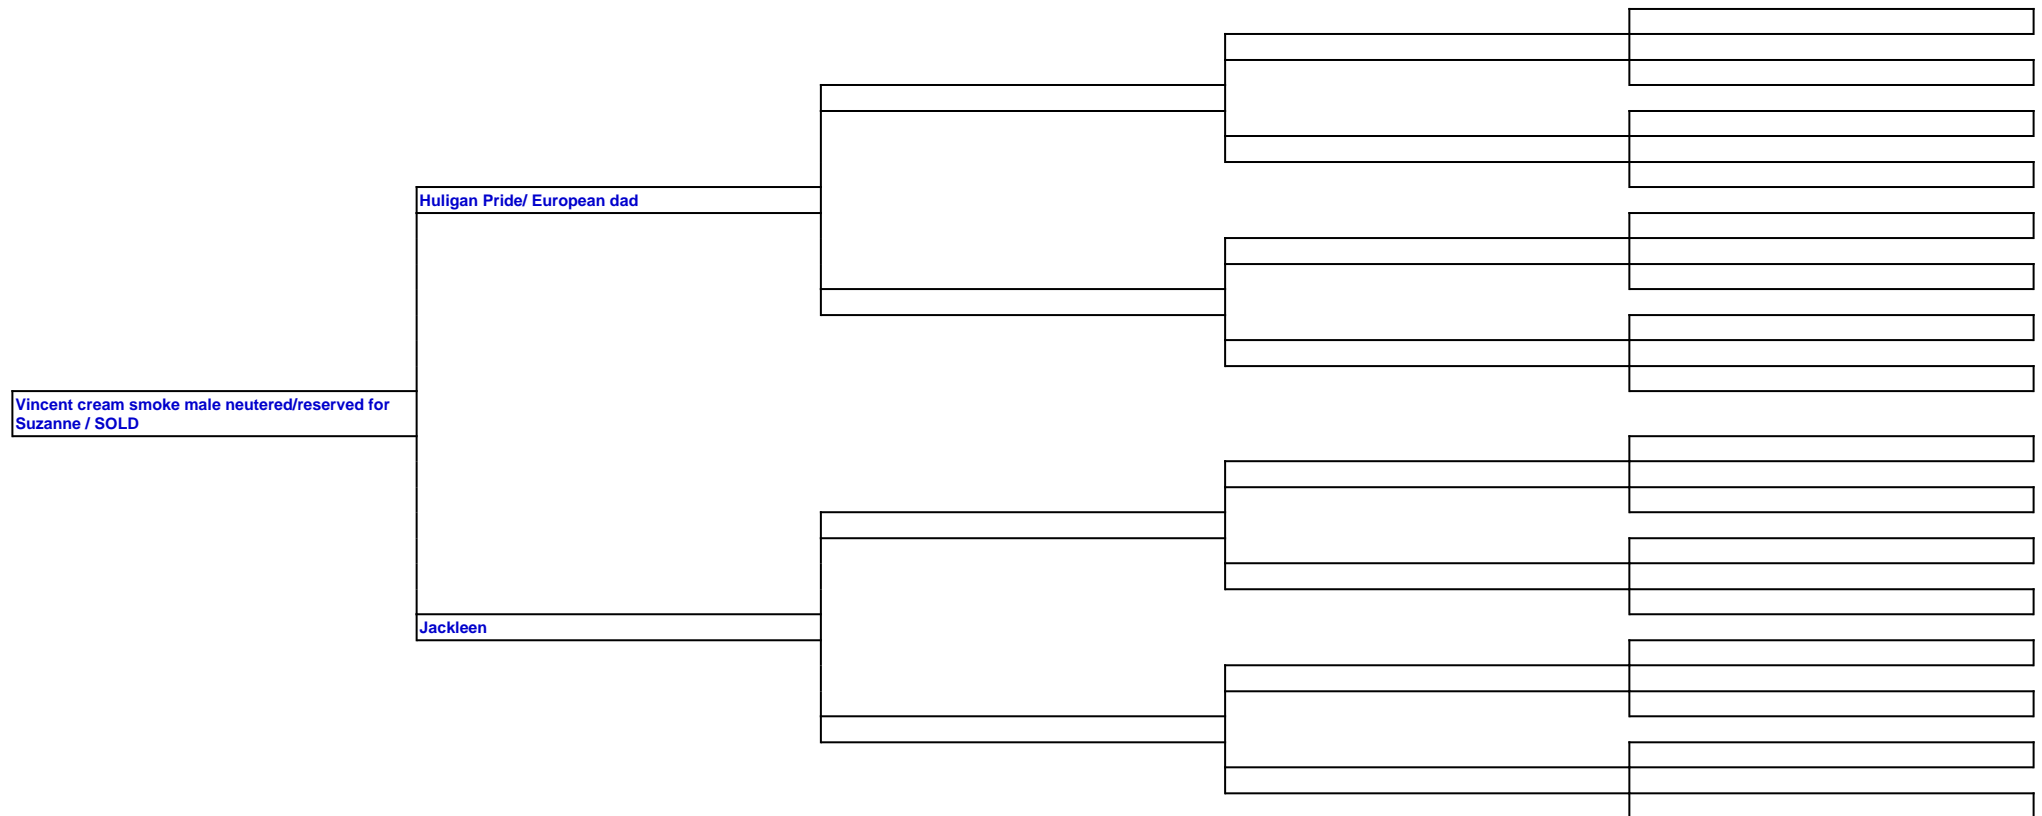 Huligan Pride/ European dad
Vincent cream smoke male neutered/reserved for
Suzanne / SOLD
Jackleen